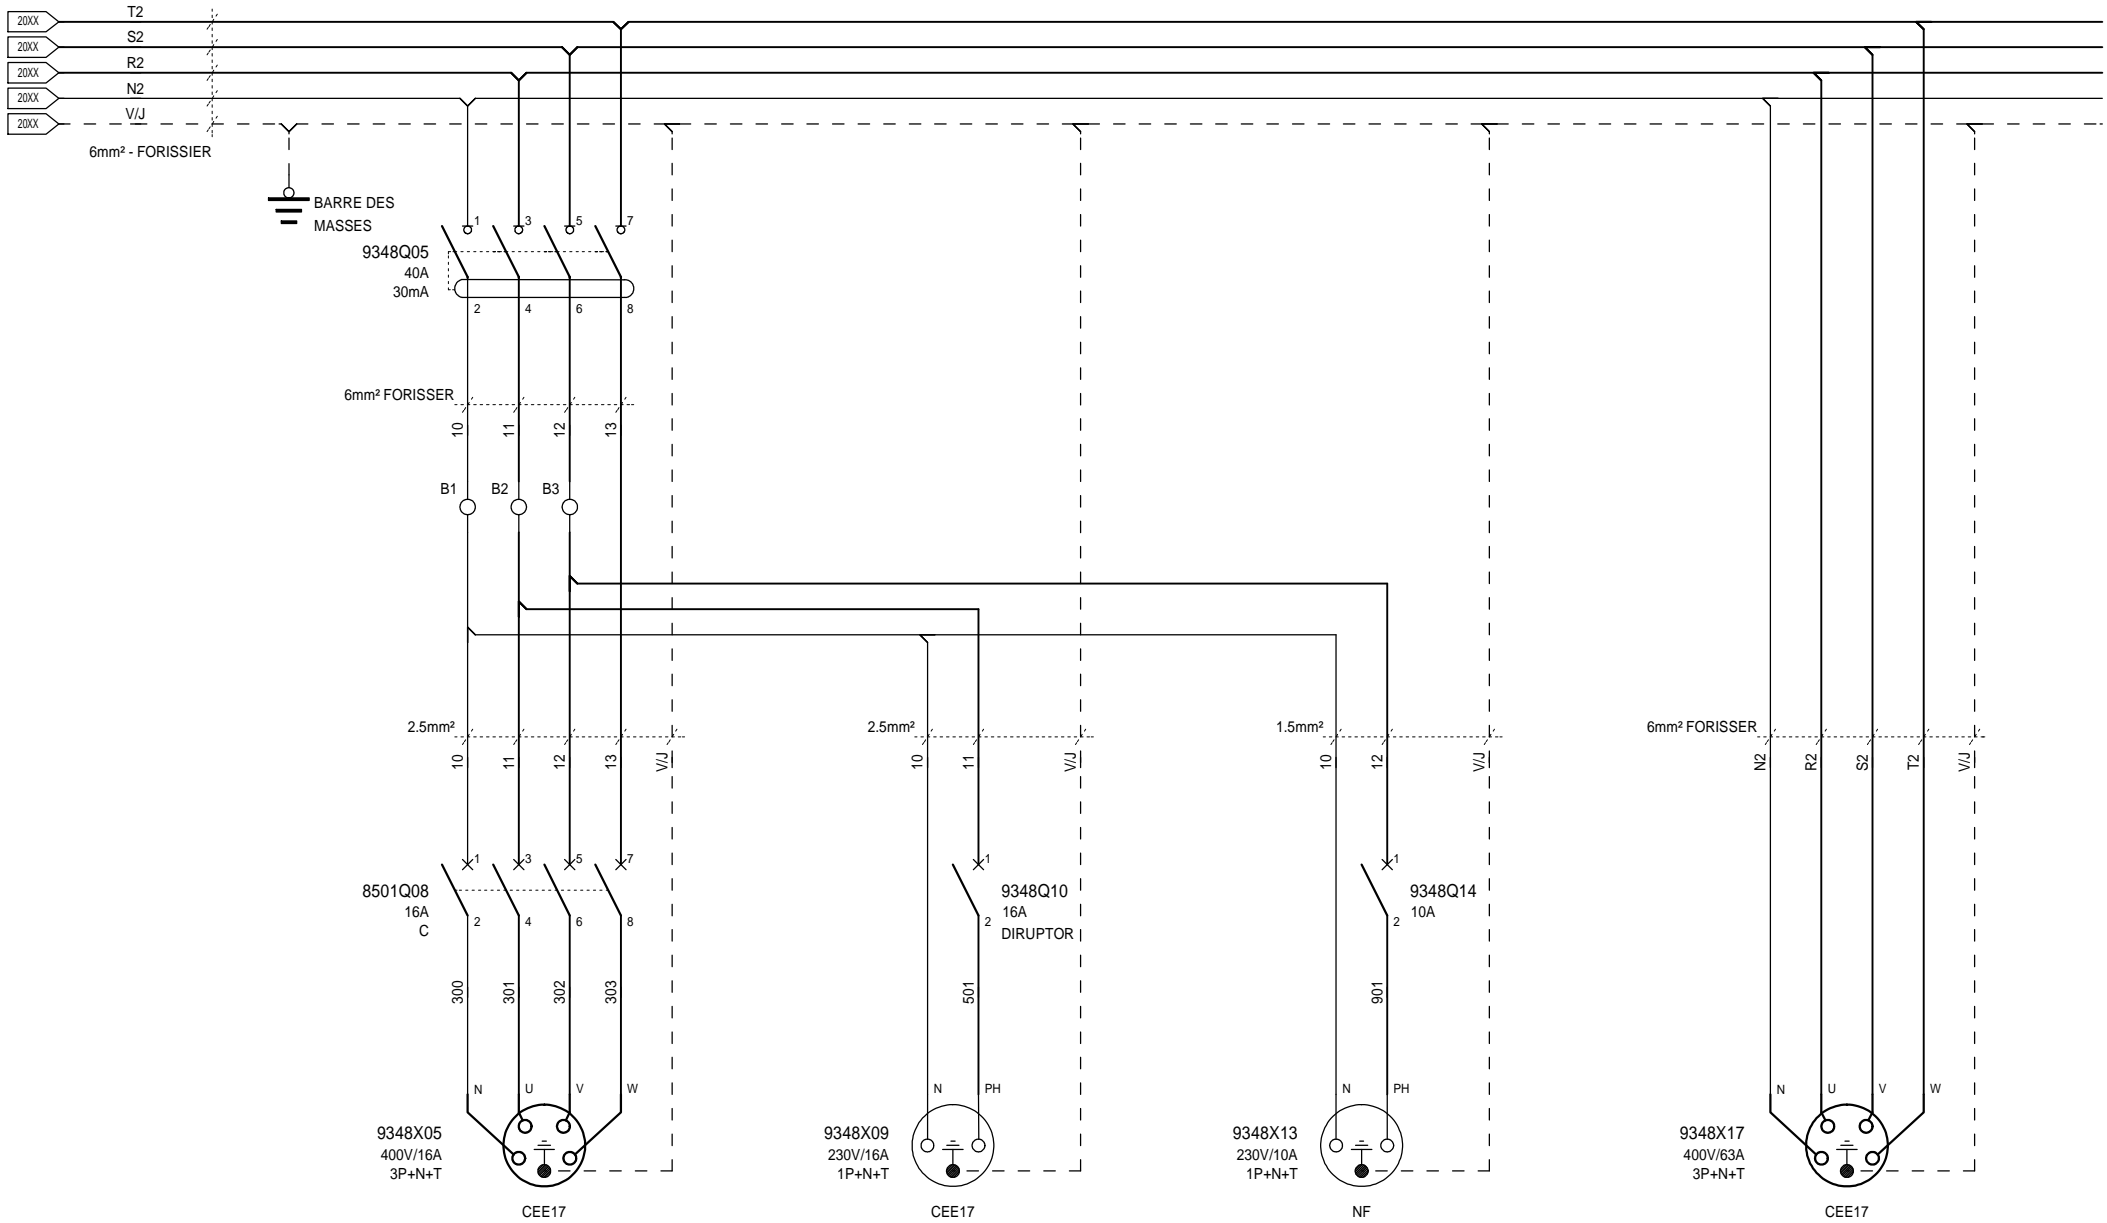 20XX T2
20XX S2
20XX R2
20XX N2
20XX V/J
6mm² - FORISSIER
BARRE DES
MASSES
1 3 5 7
9348Q05
40A
30mA
2 4 6 8
6mm² FORISSER
10 11 12 13
B1 B2 B3
2.5mm² 2.5mm² 1.5mm² 6mm² FORISSER
10 11 12 13 V/J 10 11 V/J 10 12 V/J N2 R2 S2 T2 V/J
1 3 5 7 1 1
8501Q08 9348Q10 9348Q14
16A 16A 10A
2 4 6 8 2 2
C DIRUPTOR
300 301 302 303 501 901
N U V W N PH N PH N U V W
9348X05 9348X09 9348X13 9348X17
400V/16A 230V/16A 230V/10A 400V/63A
3P+N+T 1P+N+T 1P+N+T 3P+N+T
CEE17 CEE17 NF CEE17